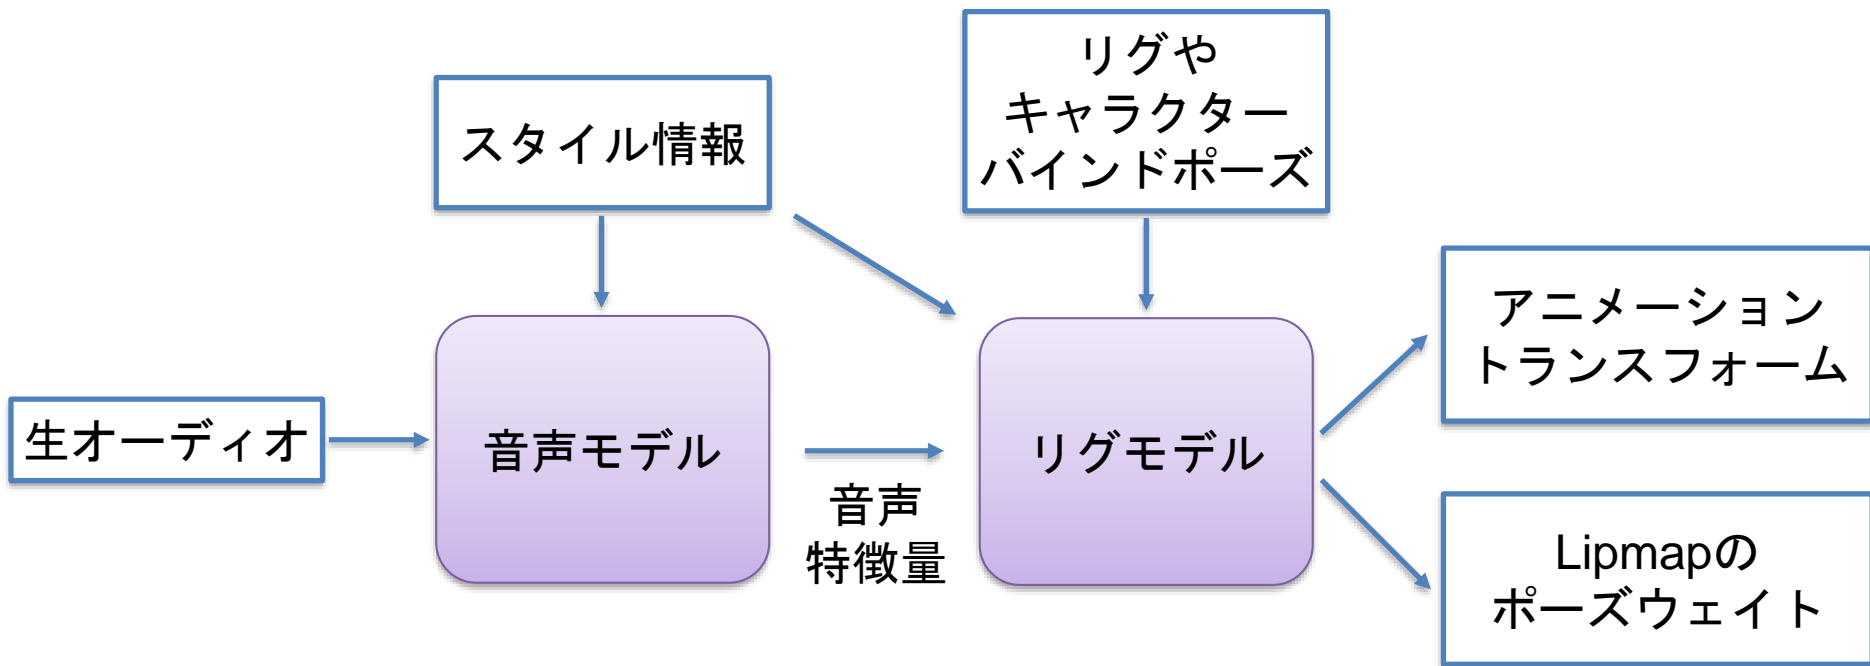 リグや
キャラクター
バインドポーズ
スタイル情報
アニメーション
トランスフォーム
生オーディオ
音声モデル
リグモデル
音声
特徴量
Lipmapの
ポーズウェイト